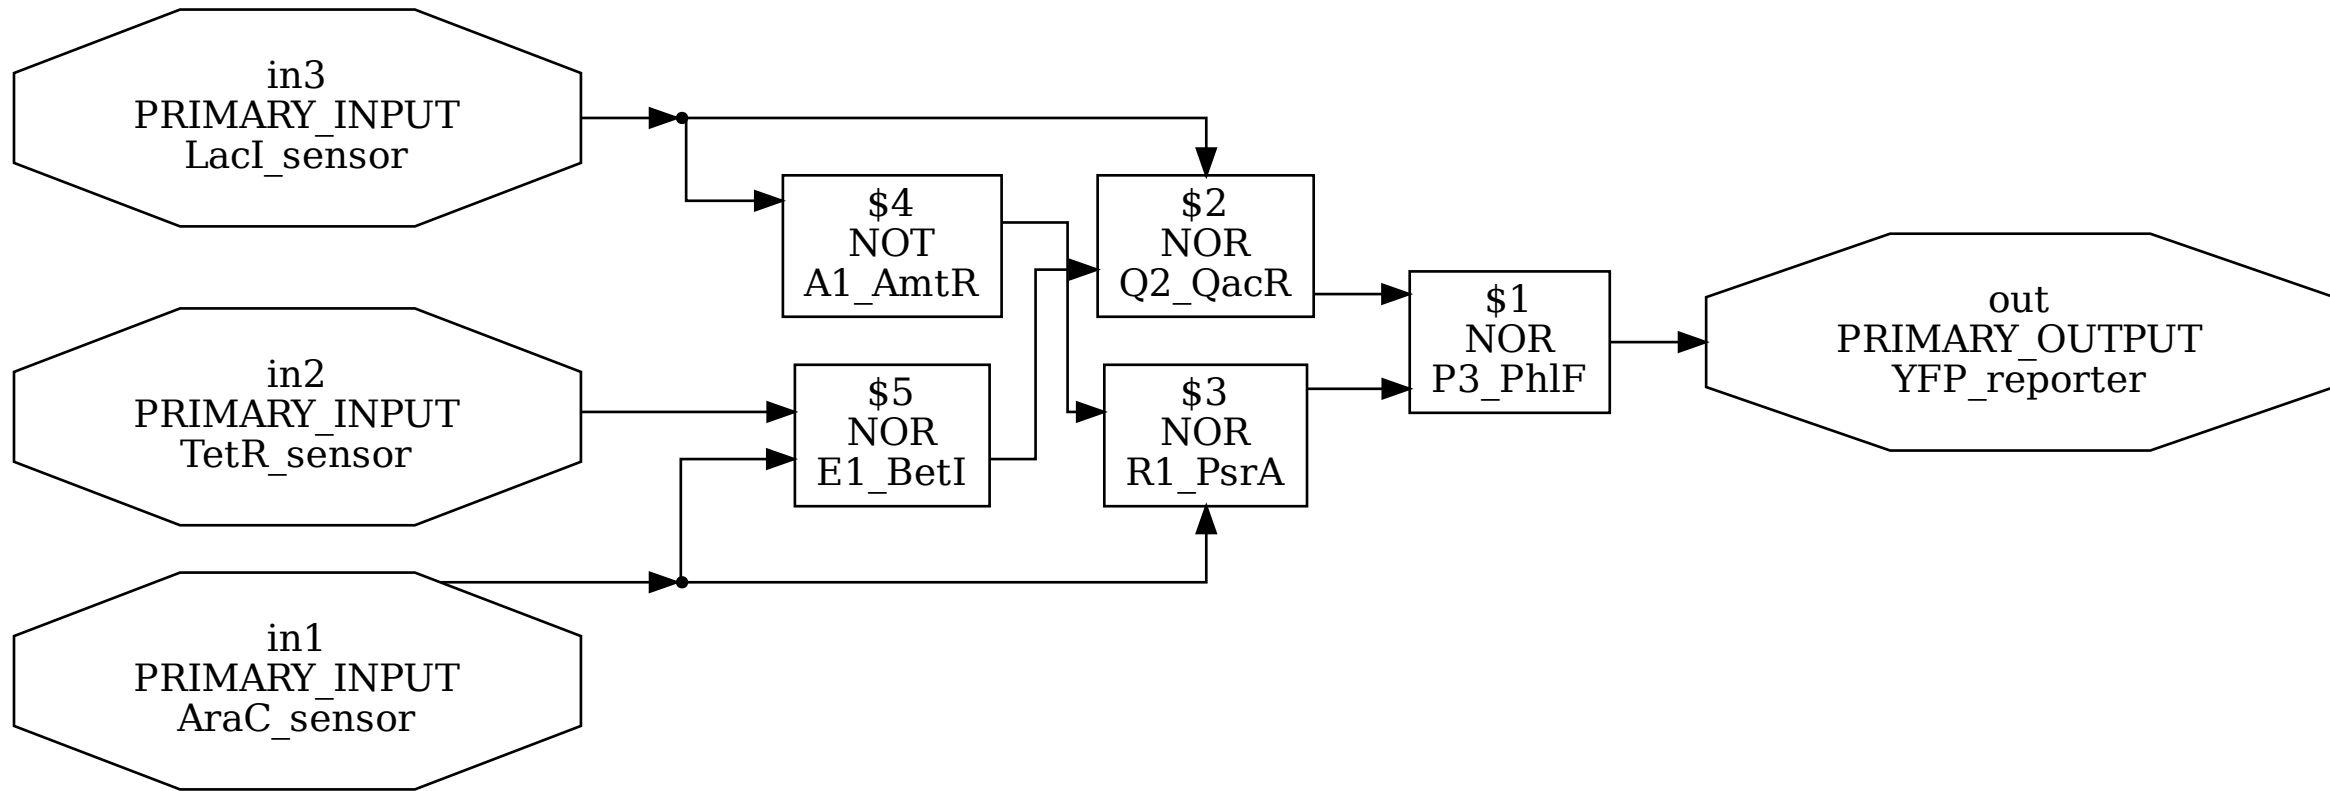 in3
PRIMARY_INPUT
LacI_sensor
$4
NOT
A1_AmtR
$2
NOR
Q2_QacR
$1
NOR
P3_PhlF
out
PRIMARY_OUTPUT
YFP_reporter
in2
PRIMARY_INPUT
TetR_sensor
$5
NOR
E1_BetI
$3
NOR
R1_PsrA
in1
PRIMARY_INPUT
AraC_sensor